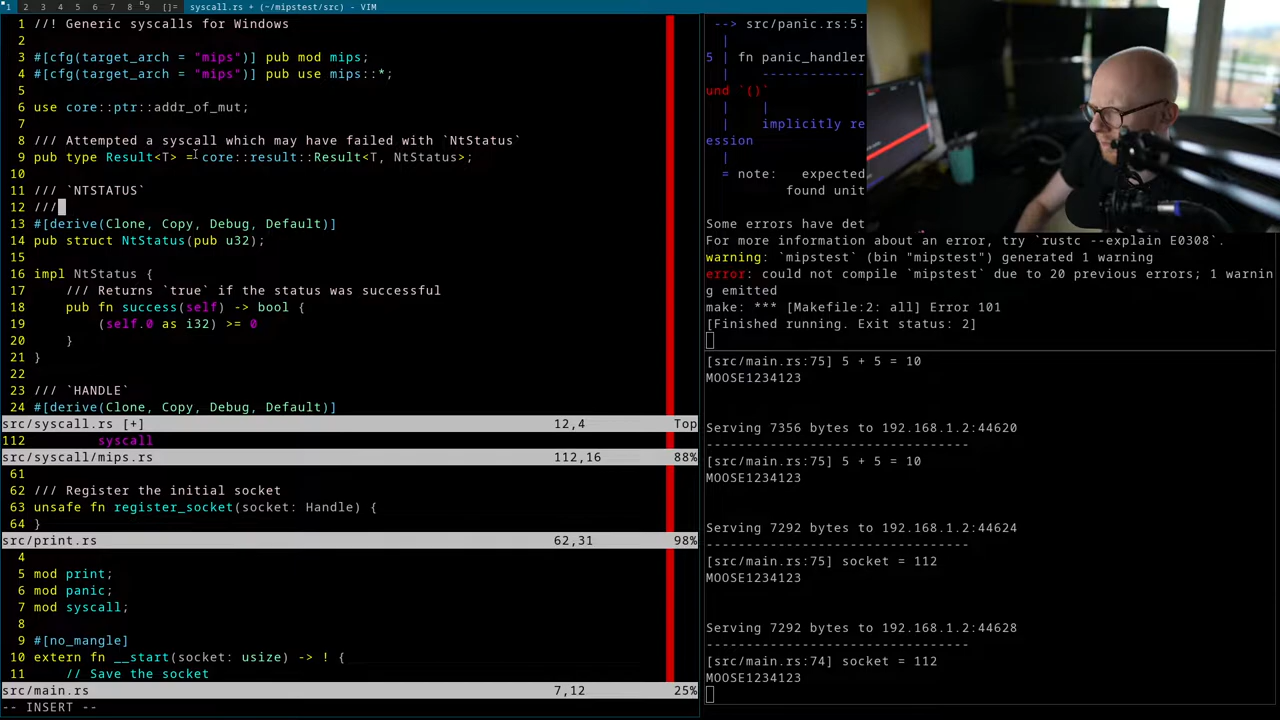 1 2 3 4 5 6 7 8 9 []= syscall.rs + (~/mipstest/src) - VIM
1 //! Generic syscalls for Windows
2
3 #[cfg(target_arch = "mips")] pub mod mips;
4 #[cfg(target_arch = "mips")] pub use mips::*;
5
6 use core::ptr::addr_of_mut;
7
8 /// Attempted a syscall which may have failed with `NtStatus`
9 pub type Result<T> = core::result::Result<T, NtStatus>;
10
11 /// `NTSTATUS`
12 ///
13 #[derive(Clone, Copy, Debug, Default)]
14 pub struct NtStatus(pub u32);
15
16 impl NtStatus {
17 /// Returns `true` if the status was successful
18 pub fn success(self) -> bool {
19 (self.0 as i32) >= 0
20 }
21 }
22
23 /// `HANDLE`
24 #[derive(Clone, Copy, Debug, Default)]
src/syscall.rs [+] 12,4 Top
112 syscall
src/syscall/mips.rs 112,16 88%
61
62 /// Register the initial socket
63 unsafe fn register_socket(socket: Handle) {
64 }
src/print.rs 62,31 98%
4
5 mod print;
6 mod panic;
7 mod syscall;
8
9 #[no_mangle]
10 extern fn __start(socket: usize) -> ! {
11 // Save the socket
src/main.rs 7,12 25%
-- INSERT --
--> src/panic.rs:5:
|
5 | fn panic_handler
| -------------
und `()`
| |
| implicitly re
ession
|
= note: expected
found unit
Some errors have det
For more information about an error, try `rustc --explain E0308`.
warning: `mipstest` (bin "mipstest") generated 1 warning
error: could not compile `mipstest` due to 20 previous errors; 1 warnin
g emitted
make: *** [Makefile:2: all] Error 101
[Finished running. Exit status: 2]
[src/main.rs:75] 5 + 5 = 10
MOOSE1234123
Serving 7356 bytes to 192.168.1.2:44620
---------------------------------
[src/main.rs:75] 5 + 5 = 10
MOOSE1234123
Serving 7292 bytes to 192.168.1.2:44624
---------------------------------
[src/main.rs:75] socket = 112
MOOSE1234123
Serving 7292 bytes to 192.168.1.2:44628
---------------------------------
[src/main.rs:74] socket = 112
MOOSE1234123